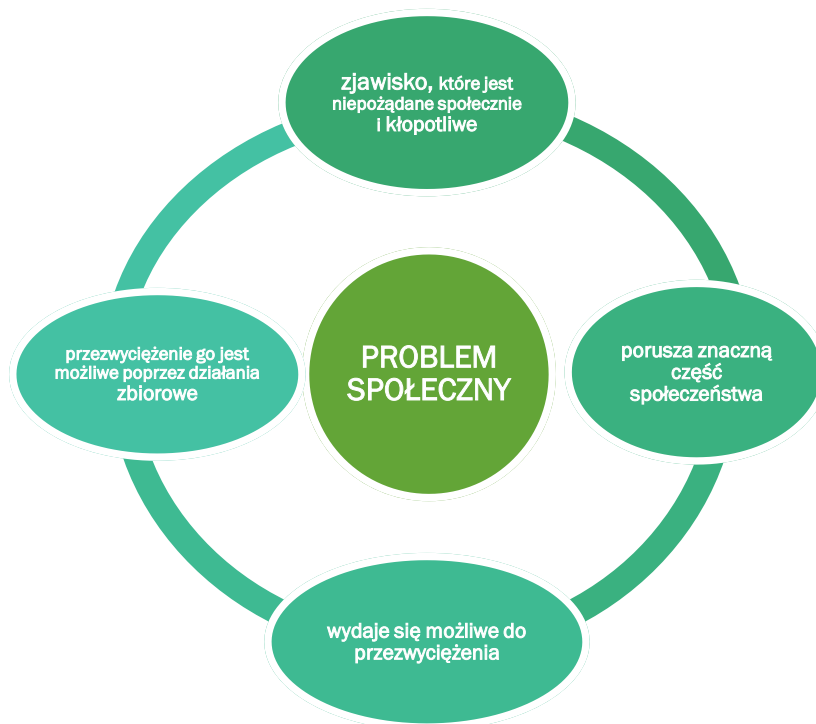 zjawisko, które jest
niepożądane społecznie
i kłopotliwe
przezwyciężenie go jest
możliwe poprzez działania
zbiorowe
PROBLEM
SPOŁECZNY
porusza znaczną
część
społeczeństwa
wydaje się możliwe do
przezwyciężenia